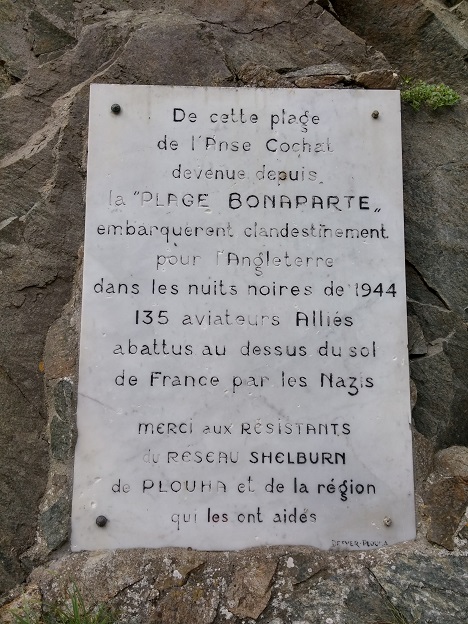 De cette plage
de l'Anse Cochat
devenue depuis
la "PLAGE BONAPARTE"
embarquèrent clandestinement
pour l'Angleterre
dans les nuits noires de 1944
135 aviateurs Alliés
abattus au dessus du sol
de France par les Nazis
MERCI aux RÉSISTANTS
du RESEAU SHELBURN
de PLOUHA et de la région
qui les ont aidés